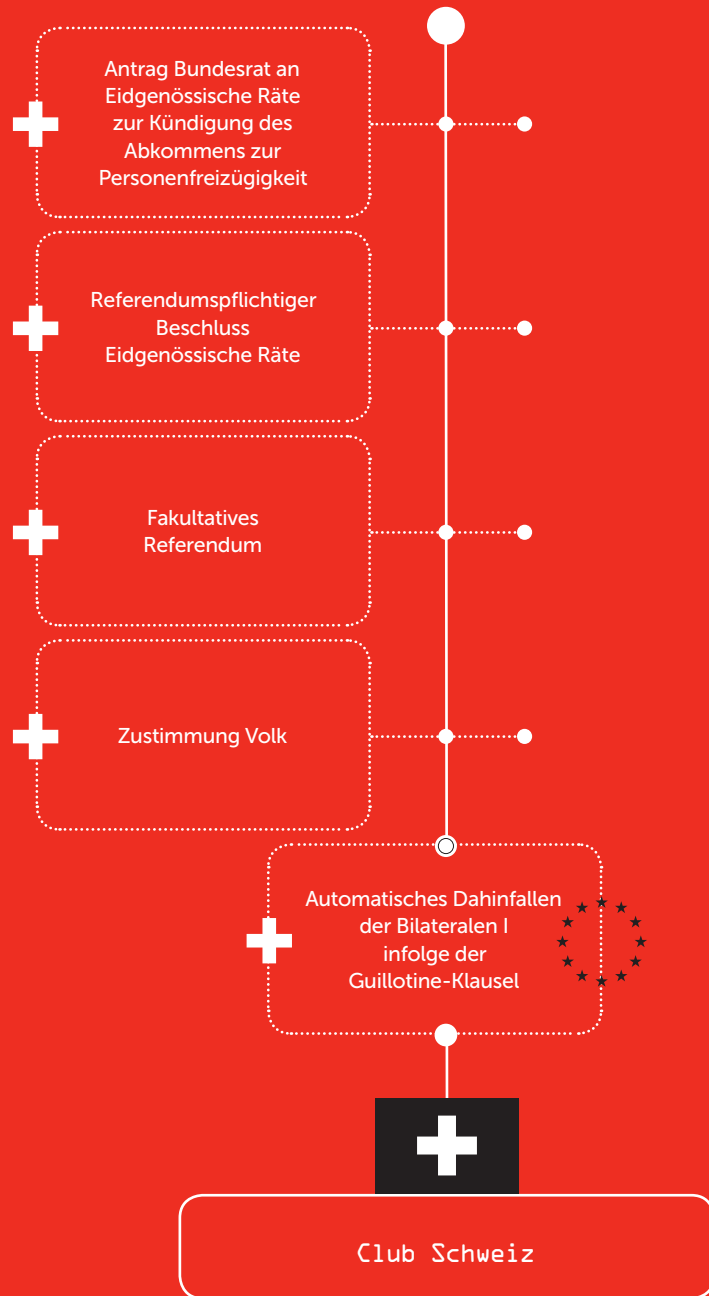 Antrag Bundesrat an
Eidgenössische Räte
zur Kündigung des
Abkommens zur
Personenfreizügigkeit
Referendumspflichtiger
Beschluss
Eidgenössische Räte
Fakultatives
Referendum
Zustimmung Volk
Automatisches Dahinfallen
der Bilateralen I
infolge der
Guillotine-Klausel
Club Schweiz